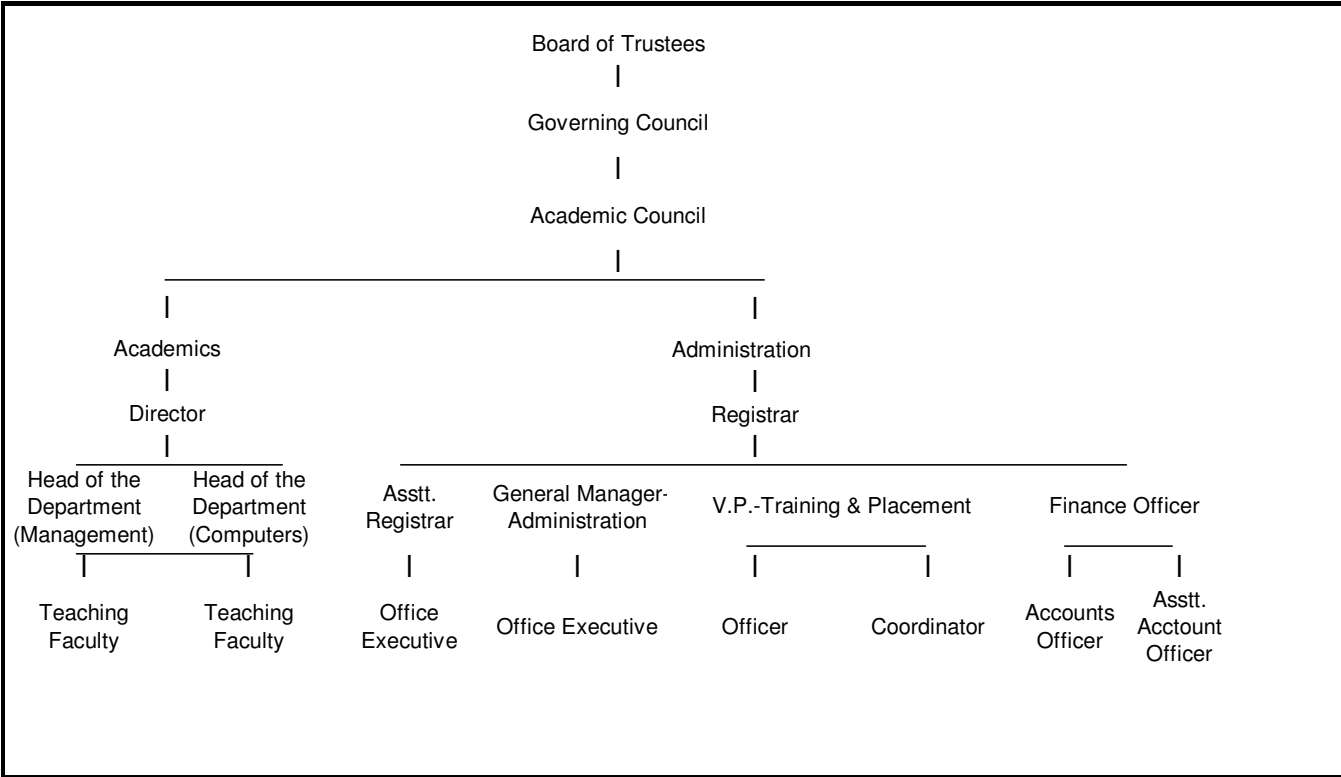 Board of Trustees
Governing Council
Academic Council
Academics
Administration
Director
Registrar
Head of the
Department
(Management)
Head of the
Department
(Computers)
Asstt.
Registrar
General Manager-
Administration
V.P.-Training & Placement
Finance Officer
Teaching
Faculty
Teaching
Faculty
Office
Executive
Office Executive
Officer
Coordinator
Accounts
Officer
Asstt.
Acctount
Officer